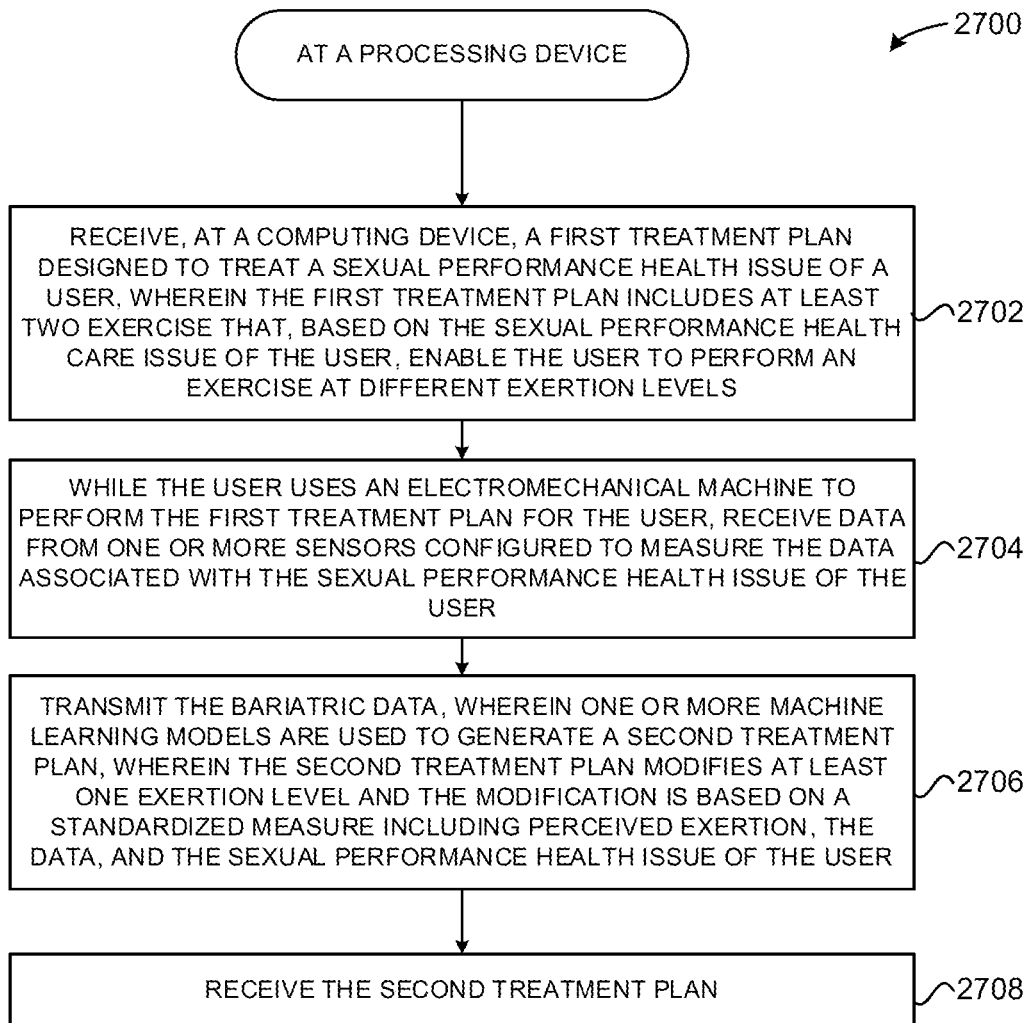 2700
AT A PROCESSING DEVICE
RECEIVE, AT A COMPUTING DEVICE, A FIRST TREATMENT PLAN
DESIGNED TO TREAT A SEXUAL PERFORMANCE HEALTH ISSUE OF A
USER, WHEREIN THE FIRST TREATMENT PLAN INCLUDES AT LEAST
TWO EXERCISE THAT, BASED ON THE SEXUAL PERFORMANCE HEALTH
CARE ISSUE OF THE USER, ENABLE THE USER TO PERFORM AN
EXERCISE AT DIFFERENT EXERTION LEVELS
2702
WHILE THE USER USES AN ELECTROMECHANICAL MACHINE TO
PERFORM THE FIRST TREATMENT PLAN FOR THE USER, RECEIVE DATA
FROM ONE OR MORE SENSORS CONFIGURED TO MEASURE THE DATA
ASSOCIATED WITH THE SEXUAL PERFORMANCE HEALTH ISSUE OF THE
USER
2704
TRANSMIT THE BARIATRIC DATA, WHEREIN ONE OR MORE MACHINE
LEARNING MODELS ARE USED TO GENERATE A SECOND TREATMENT
PLAN, WHEREIN THE SECOND TREATMENT PLAN MODIFIES AT LEAST
ONE EXERTION LEVEL AND THE MODIFICATION IS BASED ON A
STANDARDIZED MEASURE INCLUDING PERCEIVED EXERTION, THE
DATA, AND THE SEXUAL PERFORMANCE HEALTH ISSUE OF THE USER
2706
RECEIVE THE SECOND TREATMENT PLAN
2708